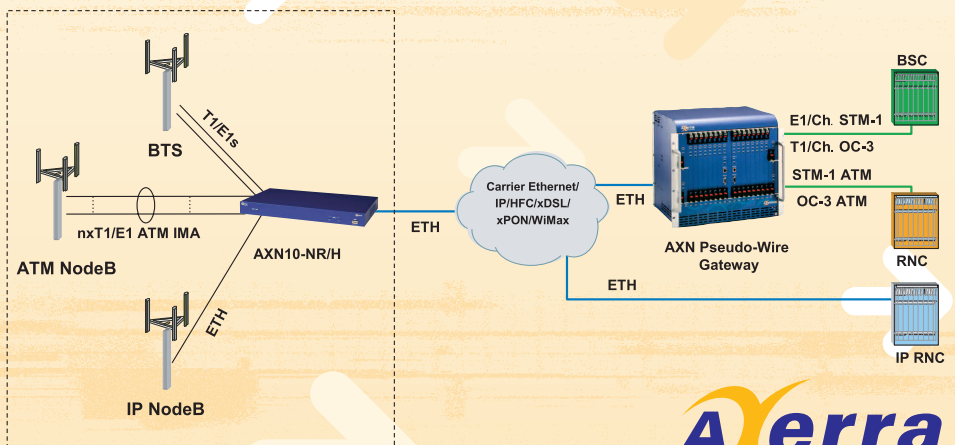 BTS
T1/E1s
nxT1/E1 ATM IMA
ATM NodeB
AXN10-NR/H
ETH
IP NodeB
ETH
Carrier Ethernet/
IP/HFC/xDSL/
xPON/WiMax
ETH
AXN Pseudo-Wire
Gateway
ETH
BSC
E1/Ch. STM-1
T1/Ch. OC-3
STM-1 ATM
OC-3 ATM
RNC
IP RNC
Axerra